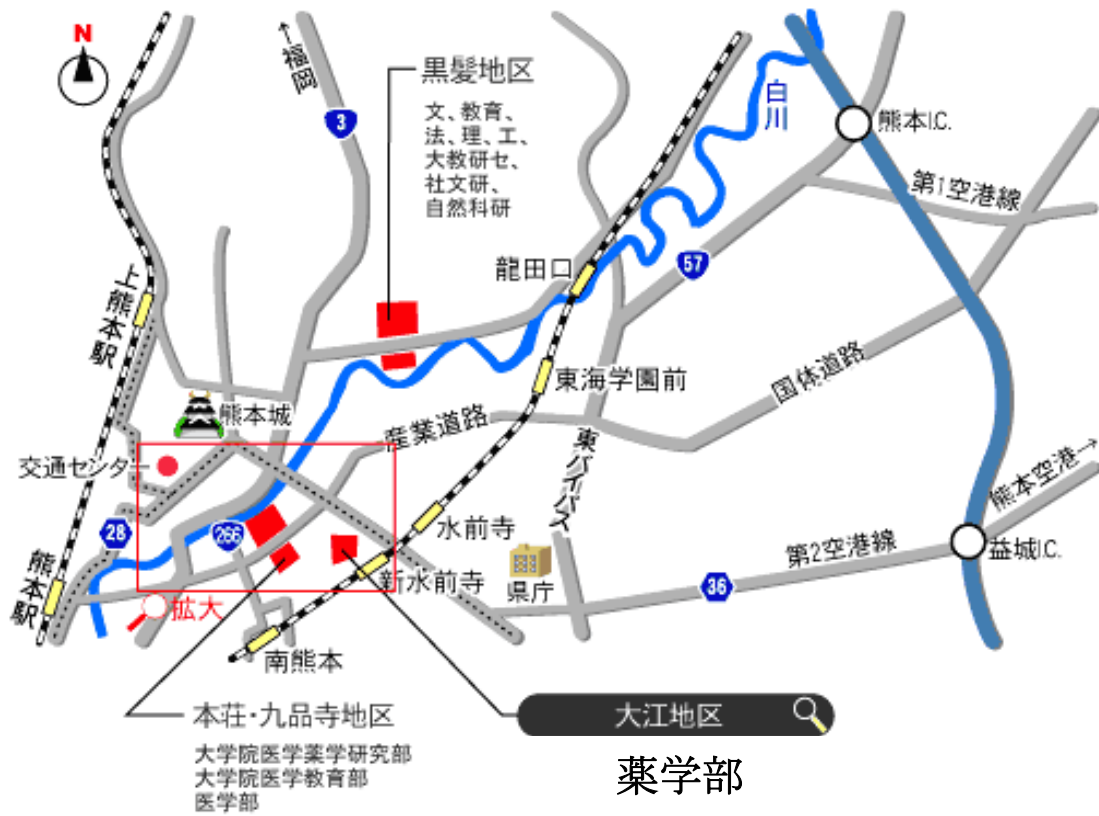 N
←福岡
3
黒髪地区
文、教育、
法、理、工、
大教研セ、
社文研、
自然科研
白川
熊本I.C.
第1空港線
57
龍田口
上熊本駅
東海学園前
国体道路
熊本城
産業道路
東バイパス
交通センター
熊本空港→
28
266
水前寺
第2空港線
益城I.C.
熊本駅
新水前寺
県庁
36
拡大
南熊本
本荘・九品寺地区
大学院医学薬学研究部
大学院医学教育部
医学部
大江地区
薬学部